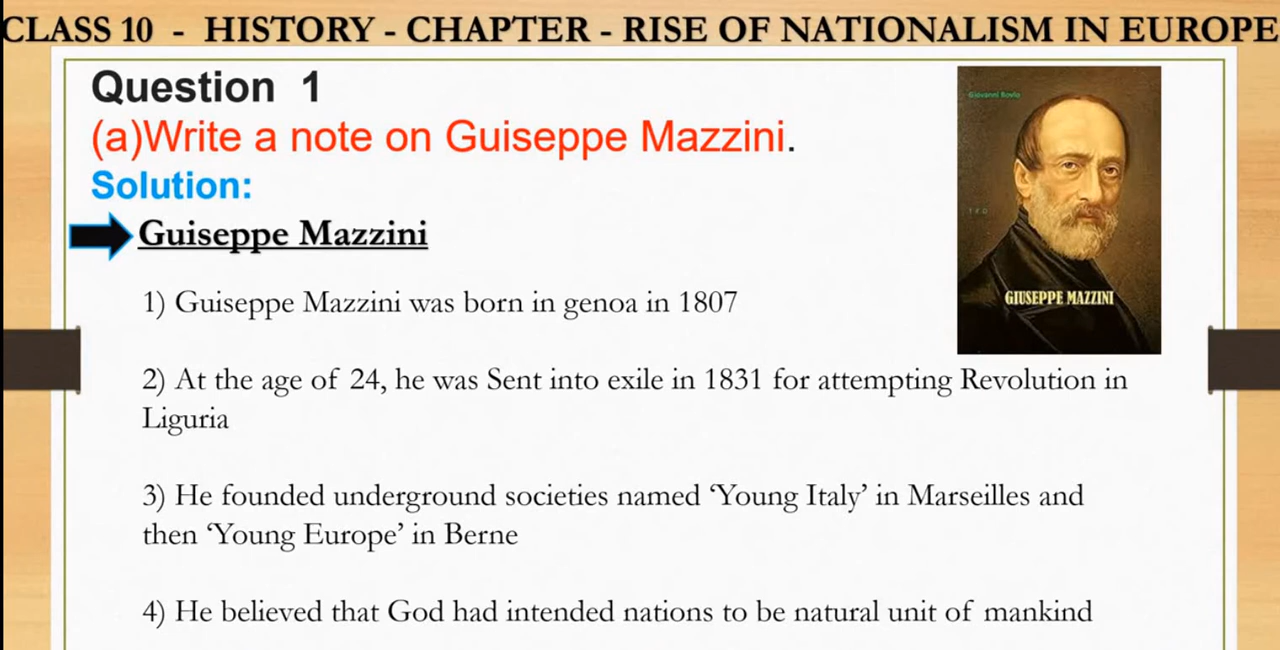 CLASS 10 - HISTORY - CHAPTER - RISE OF NATIONALISM IN EUROPE
Question 1
(a)Write a note on Guiseppe Mazzini.
Solution:
Guiseppe Mazzini
Giovanni Bovio
GIUSEPPE MAZZINI
1) Guiseppe Mazzini was born in genoa in 1807
2) At the age of 24, he was Sent into exile in 1831 for attempting Revolution in
Liguria
3) He founded underground societies named ‘Young Italy’ in Marseilles and
then ‘Young Europe’ in Berne
4) He believed that God had intended nations to be natural unit of mankind